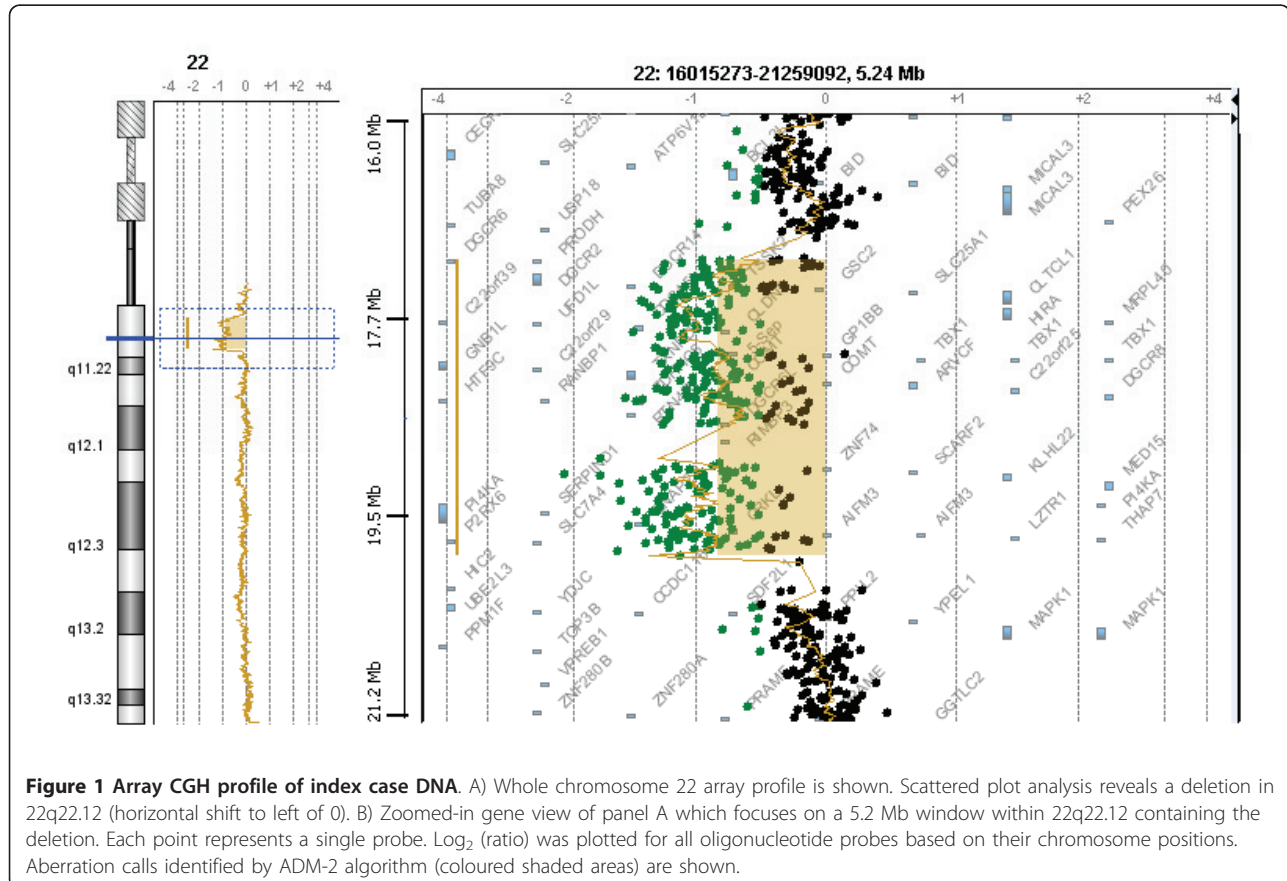 22
-4 -2 -1 0 +1 +2 +4
q11.22
q12.1
q12.3
q13.2
q13.32
22: 16015273-21259092, 5.24 Mb
-4 -2 -1 0 +1 +2 +4
16.0 Mb
17.7 Mb
19.5 Mb
21.2 Mb
BID BID MICAL3
TUBA8 USP18 MICAL3 PEX26
DGCR6 PRODH DGCR14 TSSK2 GSC2 SLC25A1 CLTCL1 MRPL40
C22orf39 DGCR2 HIRA
UFD1L GP1BB TBX1 TBX1 TBX1
GNB1L C22orf29 COMT ARVCF C22orf25 DGCR8
HTF9C RANBP1
RIMBP3 ZNF74 SCARF2 KLHL22 MED15
PI4KA SERPIND1 PI4KA
P2RX6 SLC7A4 CRKL AIFM3 AIFM3 LZTR1 THAP7
HIC2
UBE2L3 YDJC SDF2L1 PPIL2 YPEL1 MAPK1 MAPK1
PPM1F TOP3B
VPREB1
ZNF280B ZNF280A PRAME GGTLC2
Figure 1 Array CGH profile of index case DNA. A) Whole chromosome 22 array profile is shown. Scattered plot analysis reveals a deletion in
22q22.12 (horizontal shift to left of 0). B) Zoomed-in gene view of panel A which focuses on a 5.2 Mb window within 22q22.12 containing the
deletion. Each point represents a single probe. Log2 (ratio) was plotted for all oligonucleotide probes based on their chromosome positions.
Aberration calls identified by ADM-2 algorithm (coloured shaded areas) are shown.